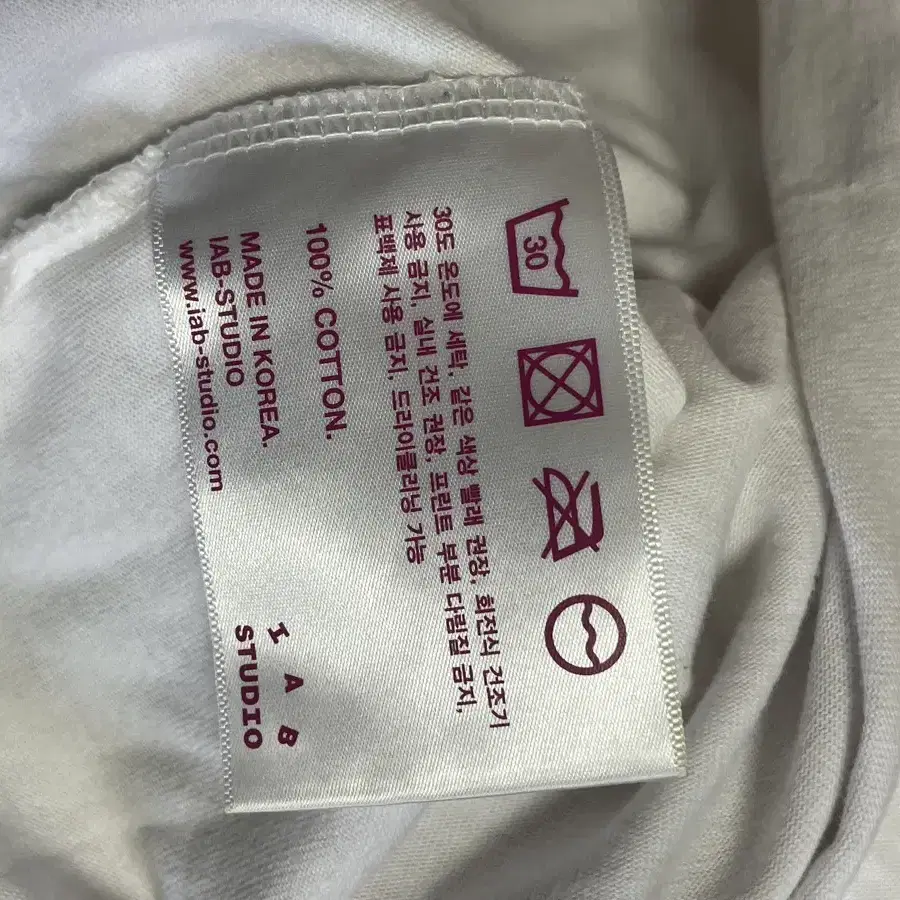 30
30도 온도에 세탁, 같은 색상 빨래 권장, 회전식 건조기
사용 금지, 실내 건조 권장, 프린트 부분 다림질 금지,
표백제 사용 금지, 드라이클리닝 가능
100% COTTON.
MADE IN KOREA.
IAB-STUDIO
www.iab-studio.com
I A B
STUDIO